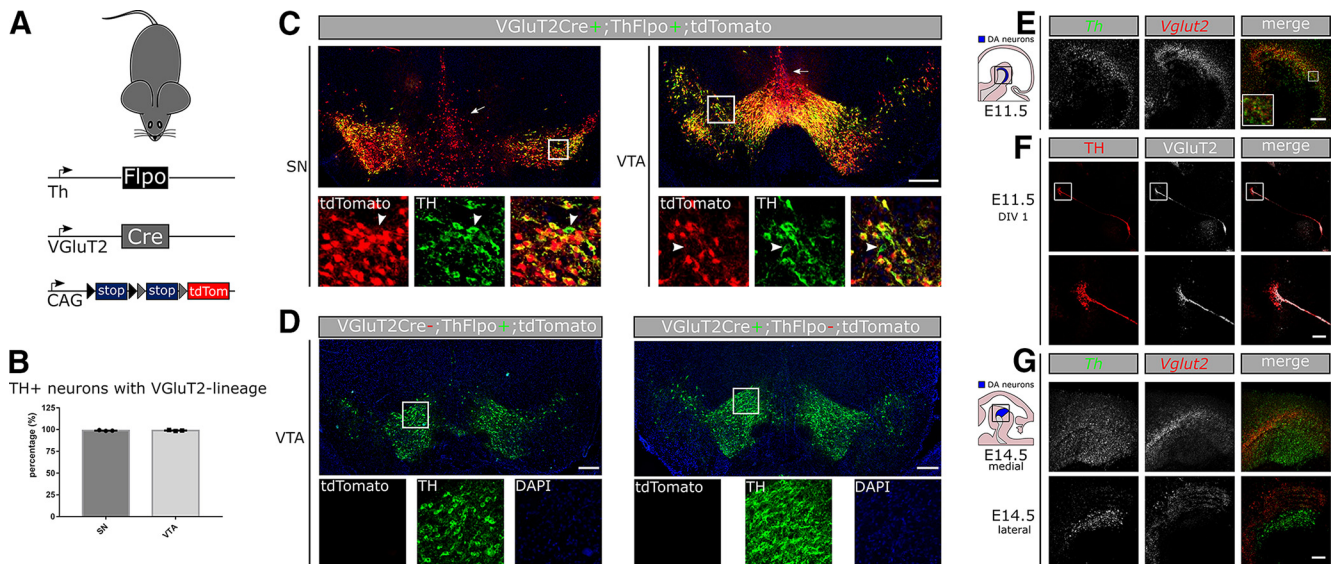 A
Th
Flpo
VGluT2
Cre
CAG
stop
stop
tdTom
B
TH+ neurons with VGluT2-lineage
percentage (%)
125
100
75
50
25
0
SN
VTA
C
VGluT2Cre+;ThFlpo+;tdTomato
SN
tdTomato
TH
VTA
tdTomato
TH
D
VGluT2Cre-;ThFlpo+;tdTomato
VGluT2Cre+;ThFlpo-;tdTomato
VTA
tdTomato
TH
DAPI
tdTomato
TH
DAPI
E
Th
Vglut2
merge
DA neurons
E11.5
F
TH
VGluT2
merge
E11.5
DIV 1
G
Th
Vglut2
merge
DA neurons
E14.5
medial
E14.5
lateral